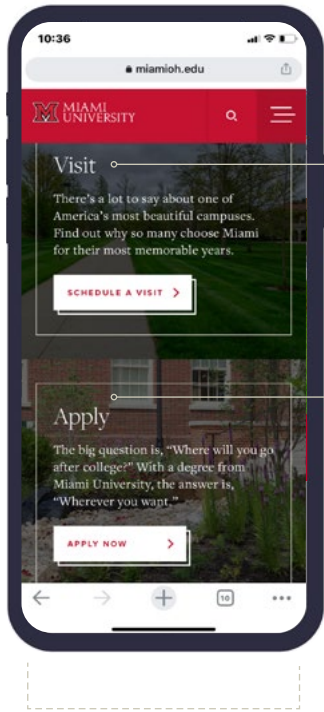 10:36
miamioh.edu
MIAMI
UNIVERSITY
Visit
There's a lot to say about one of
America's most beautiful campuses.
Find out why so many choose Miami
for their most memorable years.
SCHEDULE A VISIT
Apply
The big question is, “Where will you go
after college?” With a degree from
Miami University, the answer is,
“Wherever you want.”
APPLY NOW
10